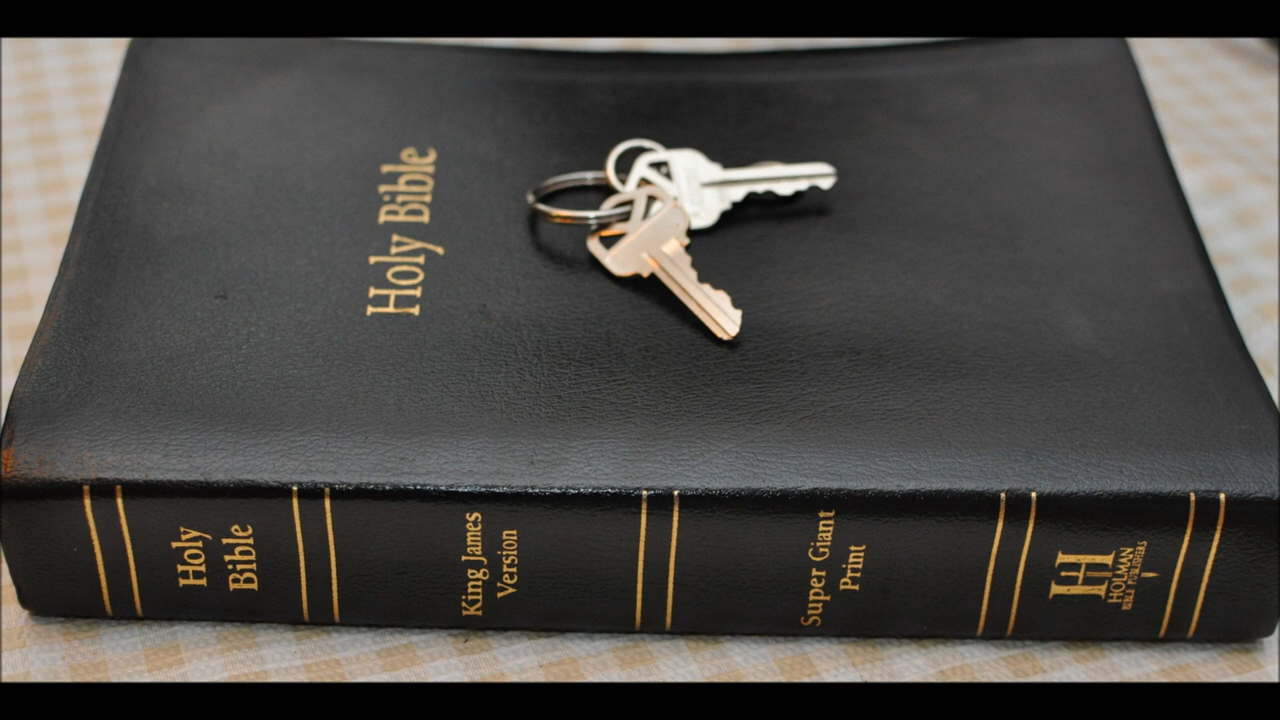 Holy Bible
Holy
Bible
King James
Version
Super Giant
Print
HOLMAN
BIBLE PUBLISHERS